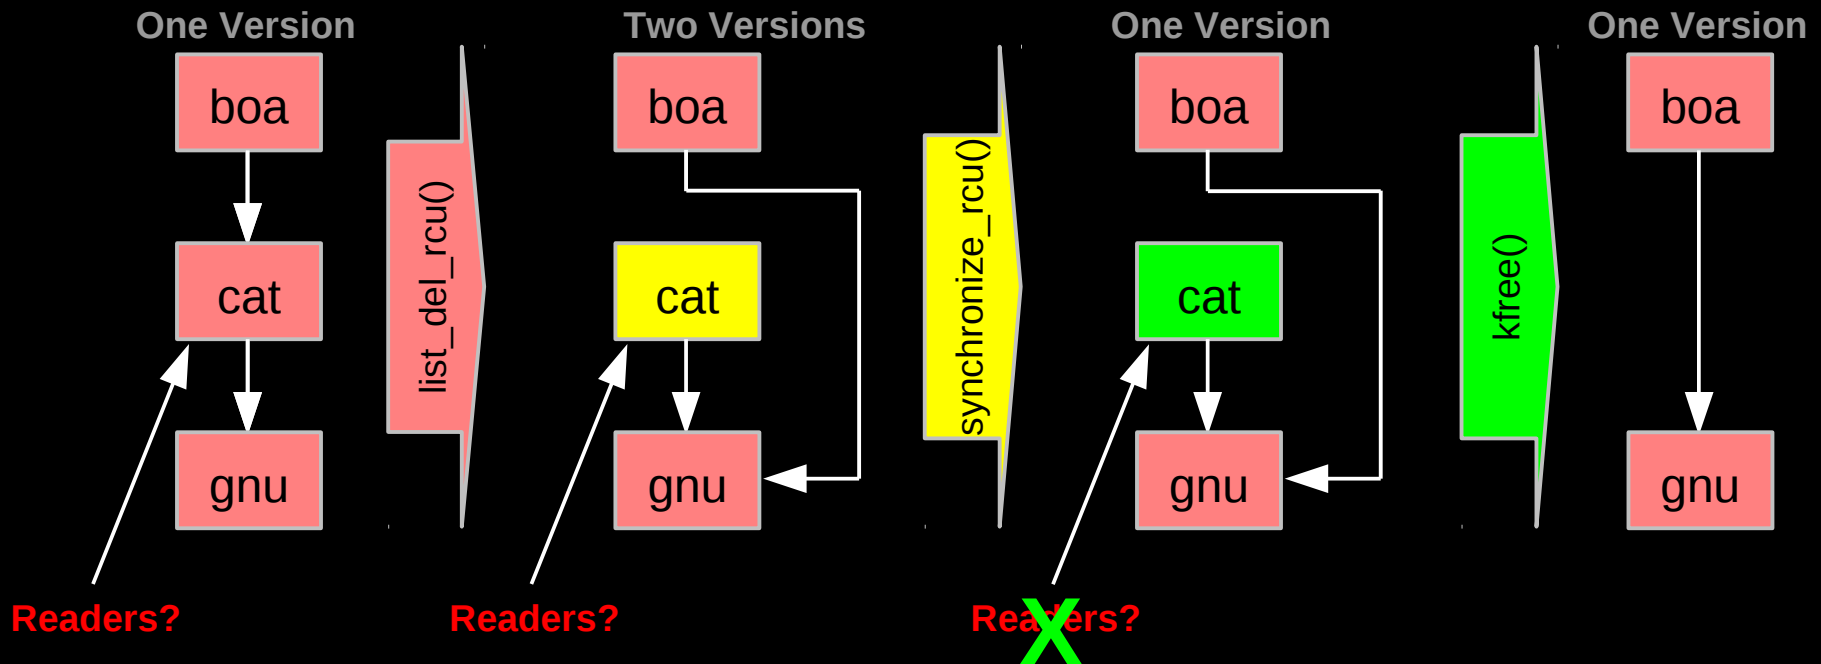 One Version
Two Versions
One Version
One Version
boa
boa
boa
boa
list_del_rcu()
synchronize_rcu()
kfree()
cat
cat
cat
gnu
gnu
gnu
gnu
Readers?
Readers?
Readers?
X